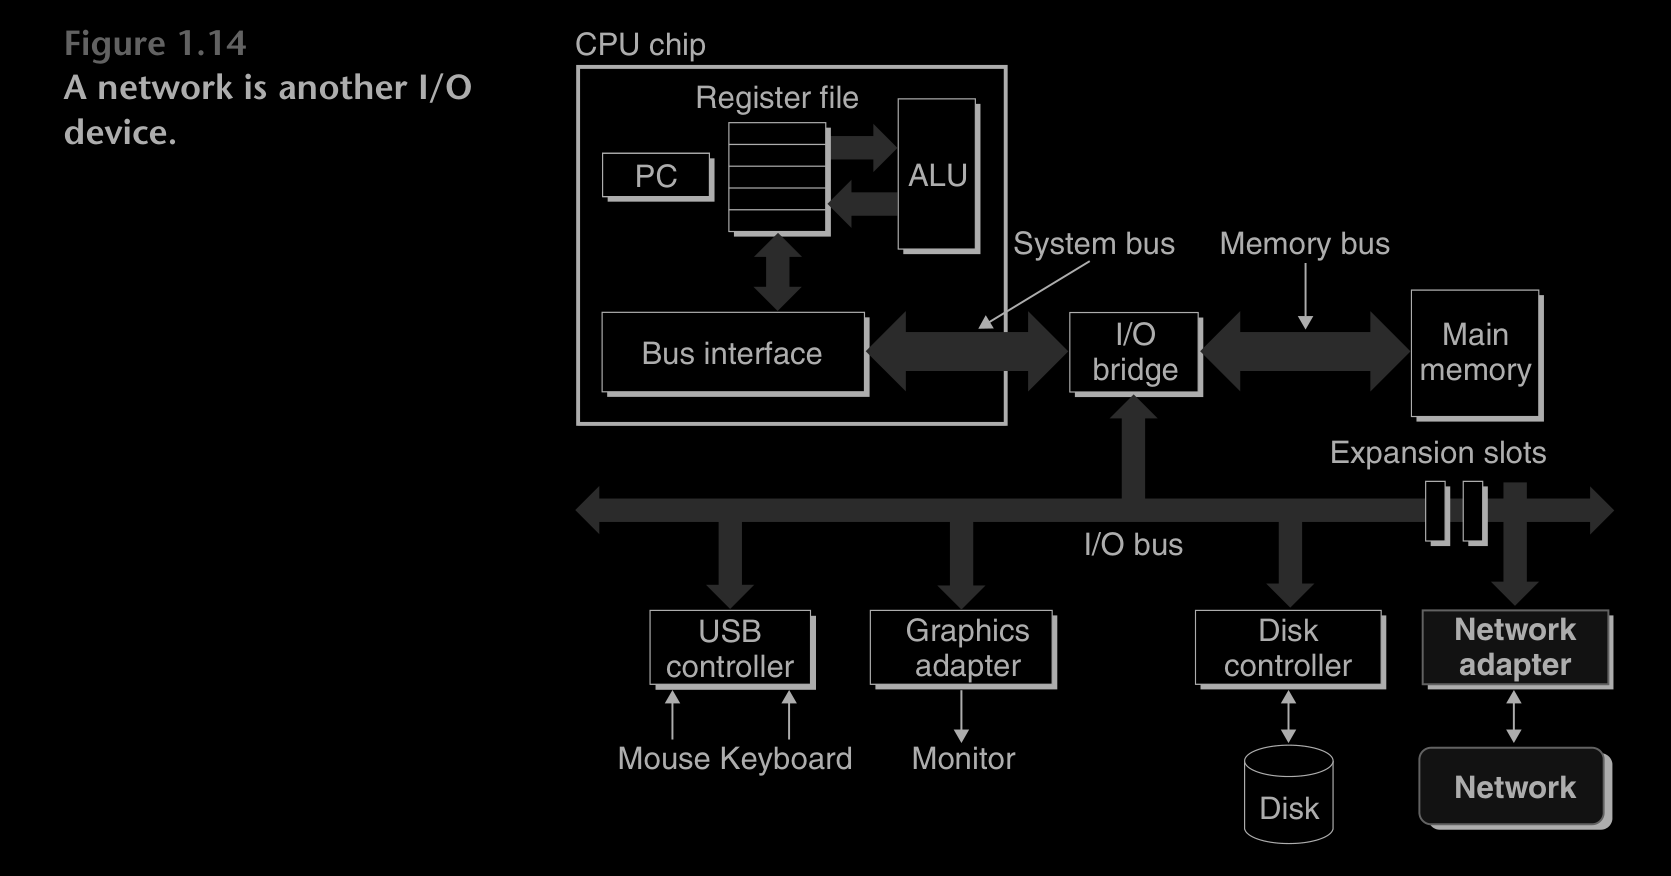 Figure 1.14
A network is another I/O
device.
CPU chip
Register file
PC
ALU
System bus
Memory bus
Bus interface
I/O
bridge
Main
memory
Expansion slots
I/O bus
USB
controller
Graphics
adapter
Disk
controller
Network
adapter
Mouse Keyboard
Monitor
Disk
Network